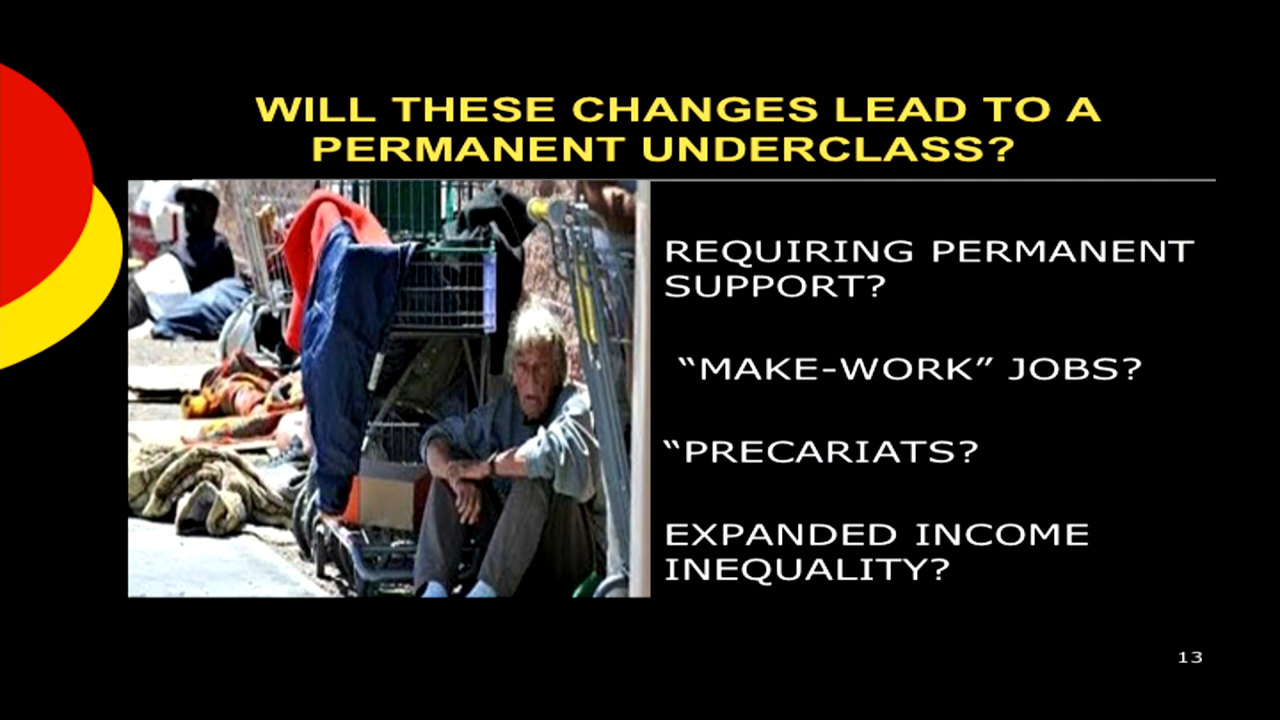 WILL THESE CHANGES LEAD TO A
PERMANENT UNDERCLASS?
REQUIRING PERMANENT
SUPPORT?
“MAKE-WORK” JOBS?
“PRECARIATS?
EXPANDED INCOME
INEQUALITY?
13